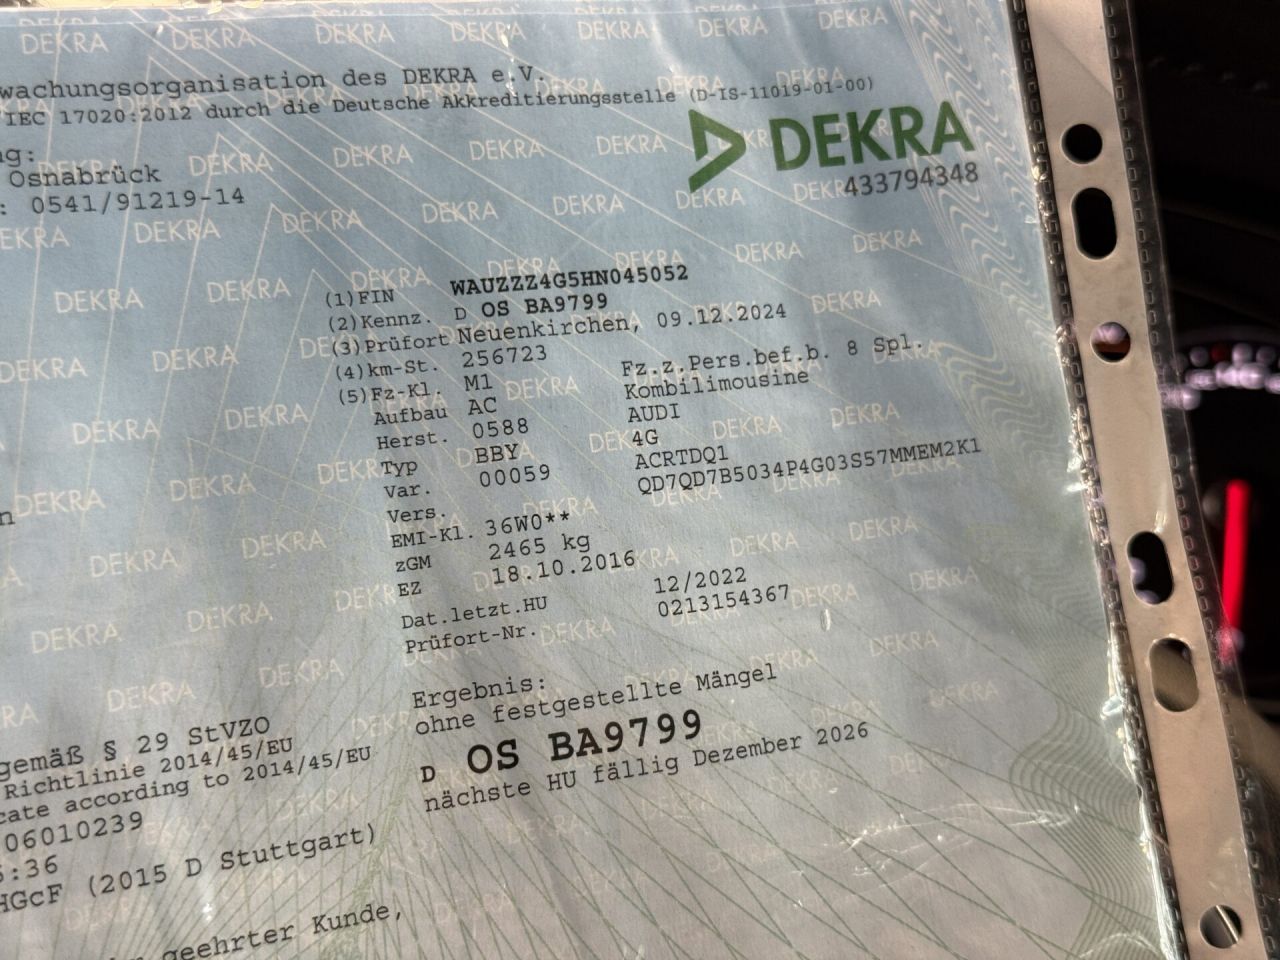 wachungsorganisation des DEKRA e.V.
IEC 17020:2012 durch die Deutsche Akkreditierungsstelle (D-IS-11019-01-00)
DEKRA
433794348
ng:
Osnabrück
: 0541/91219-14
(1)FIN WAUZZZ4G5HN045052
(2)Kennz. D OS BA9799
(3)Prüfort Neuenkirchen, 09.12.2024
(4)km-St. 256723
(5)Fz-Kl. M1 Fz.z.Pers.bef.b. 8 Spl.
Aufbau AC Kombilimousine
Herst. 0588 AUDI
Typ BBY 4G
Var. 00059 ACRTDQ1
Vers. QD7QD7B5034P4G03S57MMEM2K1
EMI-Kl. 36W0**
zGM 2465 kg
EZ 18.10.2016
Dat.letzt.HU 12/2022
Prüfort-Nr. 0213154367
n
Ergebnis:
ohne festgestellte Mängel
D OS BA9799
nächste HU fällig Dezember 2026
gemäß § 29 StVZO
Richtlinie 2014/45/EU
cate according to 2014/45/EU
06010239
:36
HGcF (2015 D Stuttgart)
geehrter Kunde,